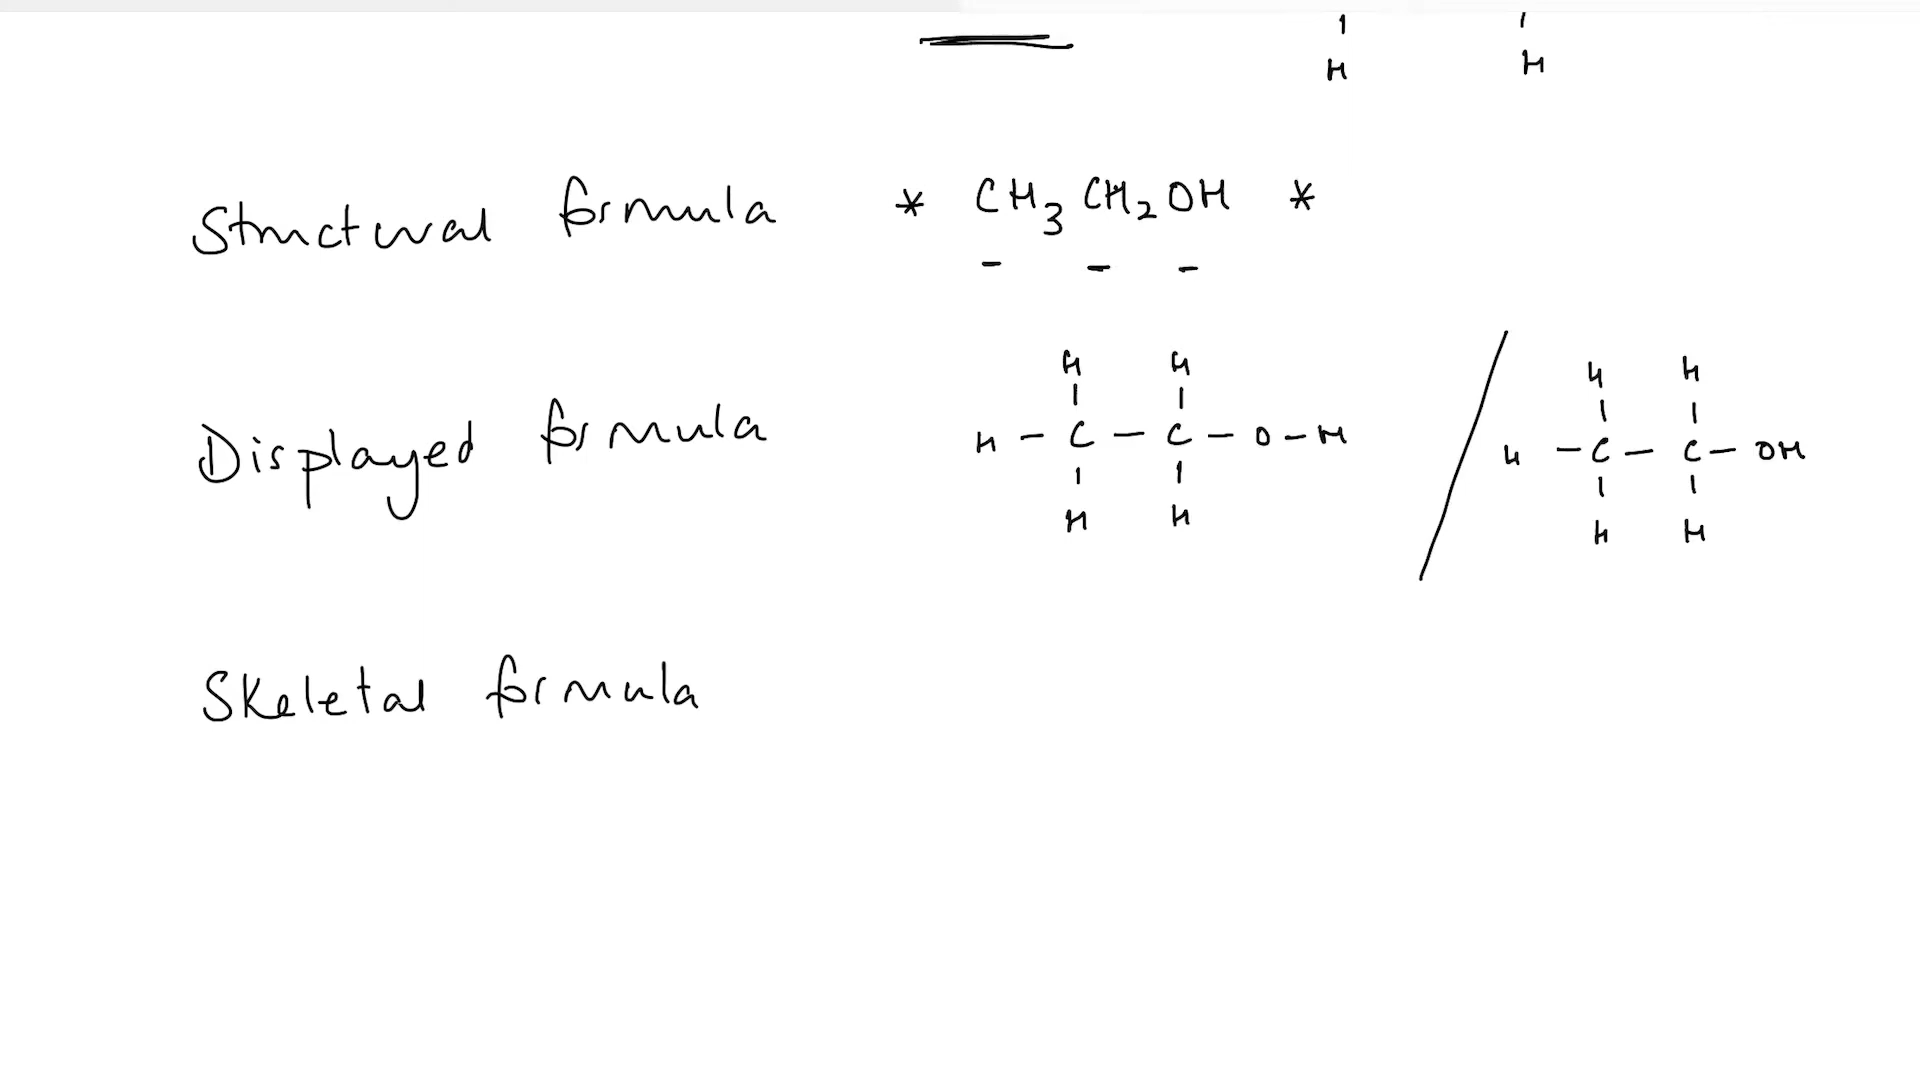 H H
Structural formula * CH₃CH₂OH *
- - -
H H
H H
Displayed formula H - C - C - O - H / H - C - C - OH
H H
H H
Skeletal formula